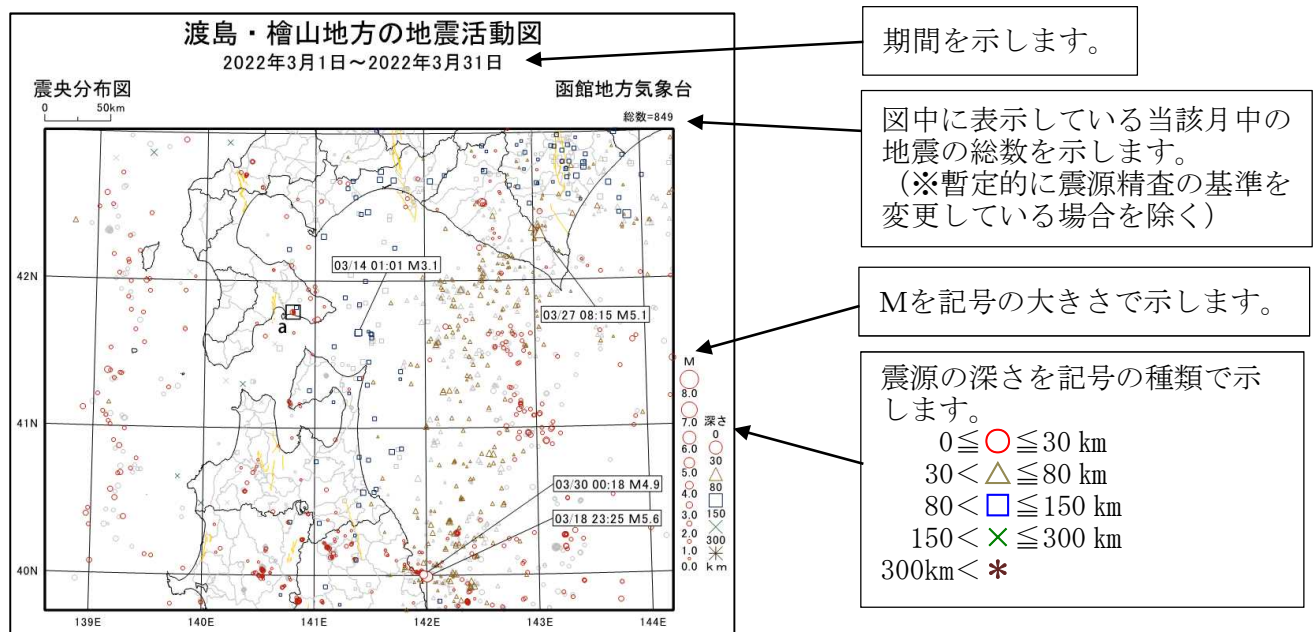 渡島・檜山地方の地震活動図
2022年3月1日～2022年3月31日
震央分布図
函館地方気象台
0 50km
総数=849
42N
41N
40N
139E 140E 141E 142E 143E 144E
03/14 01:01 M3.1
03/27 08:15 M5.1
a
03/30 00:18 M4.9
03/18 23:25 M5.6
M
8.0
7.0
6.0
5.0
4.0
3.0
2.0
1.0
0.0
深さ
0
30
80
150
300
km
期間を示します。
図中に表示している当該月中の
地震の総数を示します。
（※暫定的に震源精査の基準を
変更している場合を除く）
Mを記号の大きさで示します。
震源の深さを記号の種類で示
します。
0≦○≦30 km
30＜△≦80 km
80＜□≦150 km
150＜×≦300 km
300km＜＊